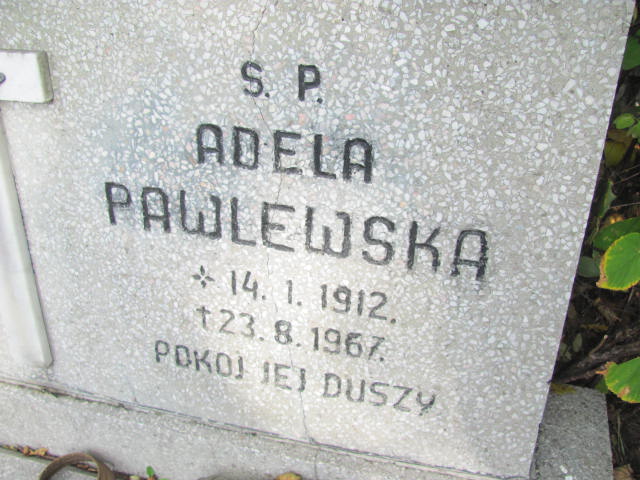 S. P.
ADELA
PAWLEWSKA
✢ 14. 1. 1912.
† 23. 8. 1967.
POKOJ JEJ DUSZY